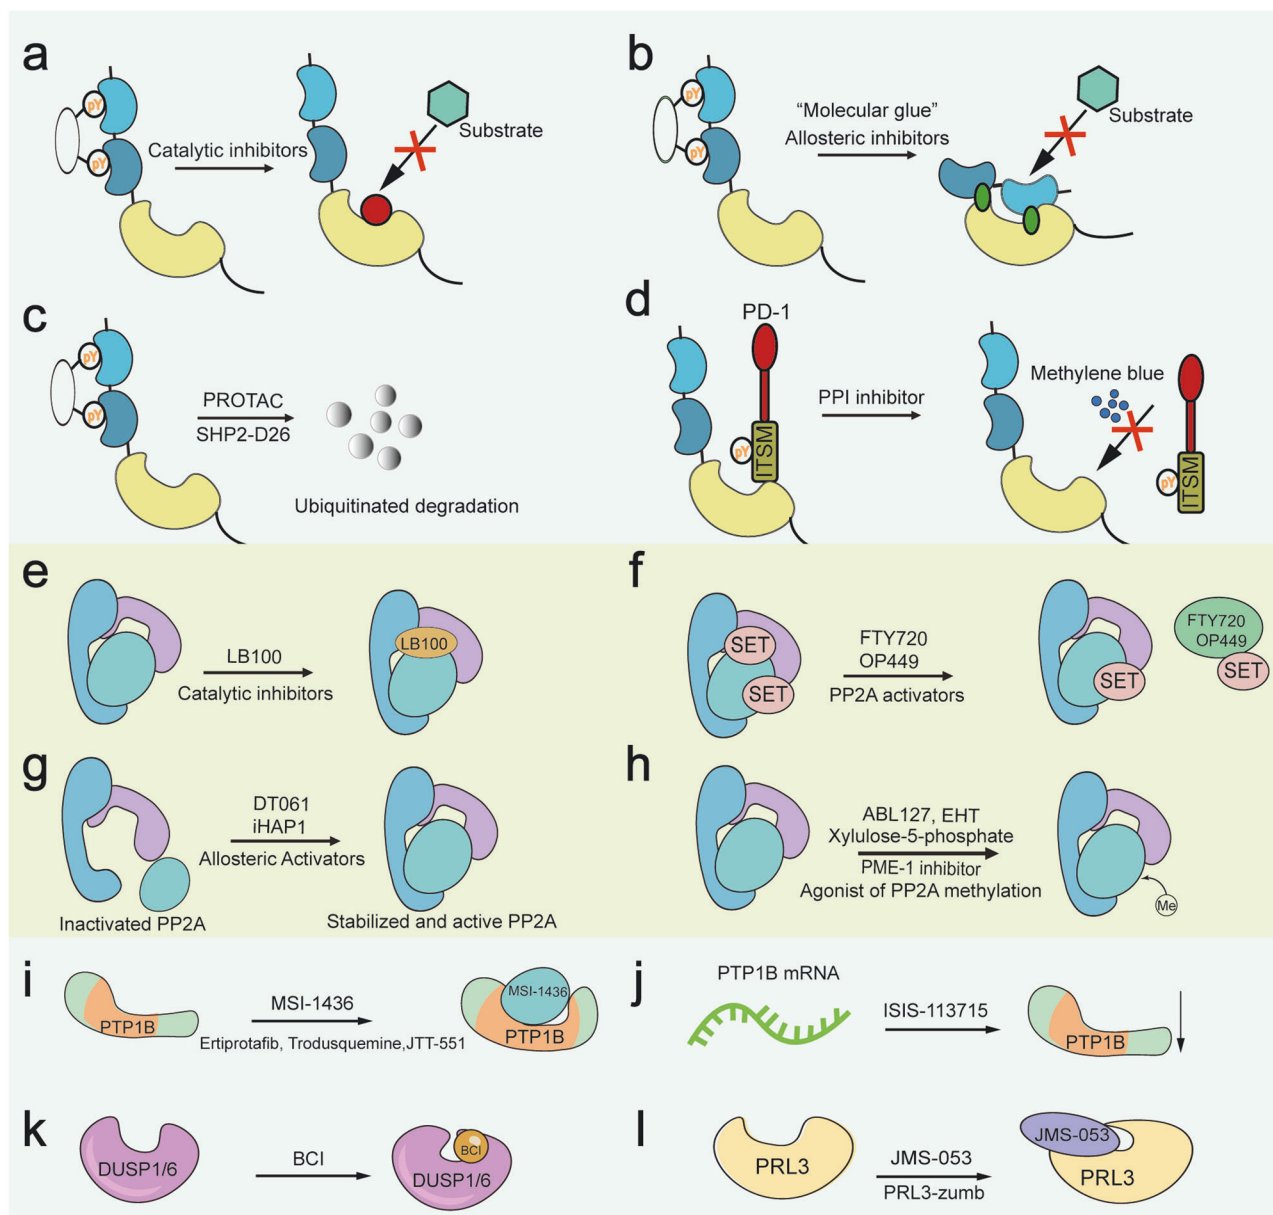 a
pY
pY
Catalytic inhibitors
Substrate
b
pY
pY
“Molecular glue”
Allosteric inhibitors
Substrate
c
pY
pY
PROTAC
SHP2-D26
Ubiquitinated degradation
d
PD-1
pY
ITSM
PPI inhibitor
Methylene blue
pY
ITSM
e
LB100
Catalytic inhibitors
LB100
f
SET
SET
FTY720
OP449
PP2A activators
SET
FTY720
OP449
SET
g
Inactivated PP2A
DT061
iHAP1
Allosteric Activators
Stabilized and active PP2A
h
ABL127, EHT
Xylulose-5-phosphate
PME-1 inhibitor
Agonist of PP2A methylation
Me
i
PTP1B
MSI-1436
Ertiprotafib, Trodusquemine,JTT-551
MSI-1436
PTP1B
j
PTP1B mRNA
ISIS-113715
PTP1B
k
DUSP1/6
BCI
BCI
DUSP1/6
l
PRL3
JMS-053
PRL3-zumb
JMS-053
PRL3